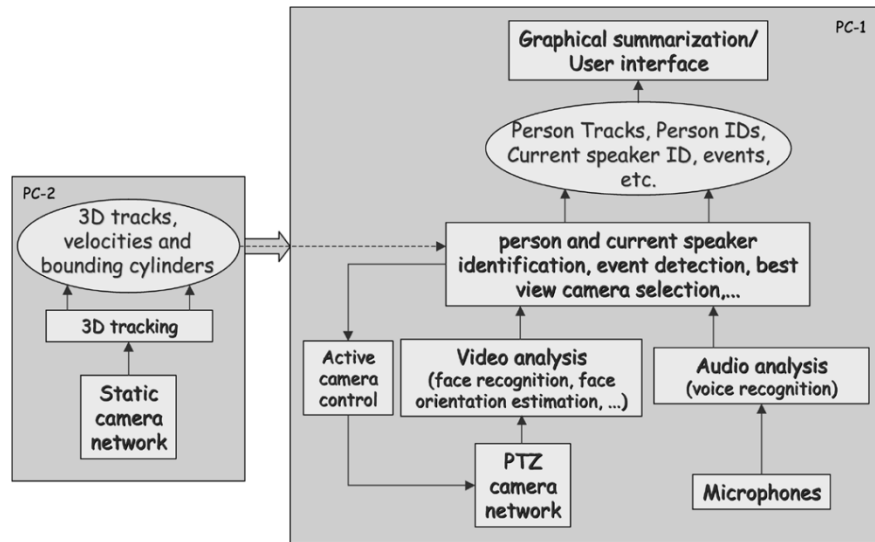 PC-1
Graphical summarization/
User interface
Person Tracks, Person IDs,
Current speaker ID, events,
etc.
PC-2
3D tracks,
velocities and
bounding cylinders
3D tracking
Static
camera
network
person and current speaker
identification, event detection, best
view camera selection,...
Active
camera
control
Video analysis
(face recognition, face
orientation estimation, ...)
Audio analysis
(voice recognition)
PTZ
camera
network
Microphones